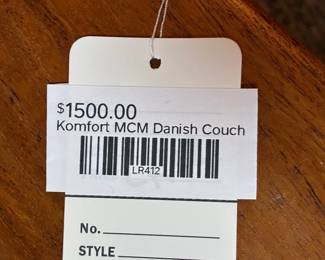 $1500.00
Komfort MCM Danish Couch
LR412
No.
STYLE